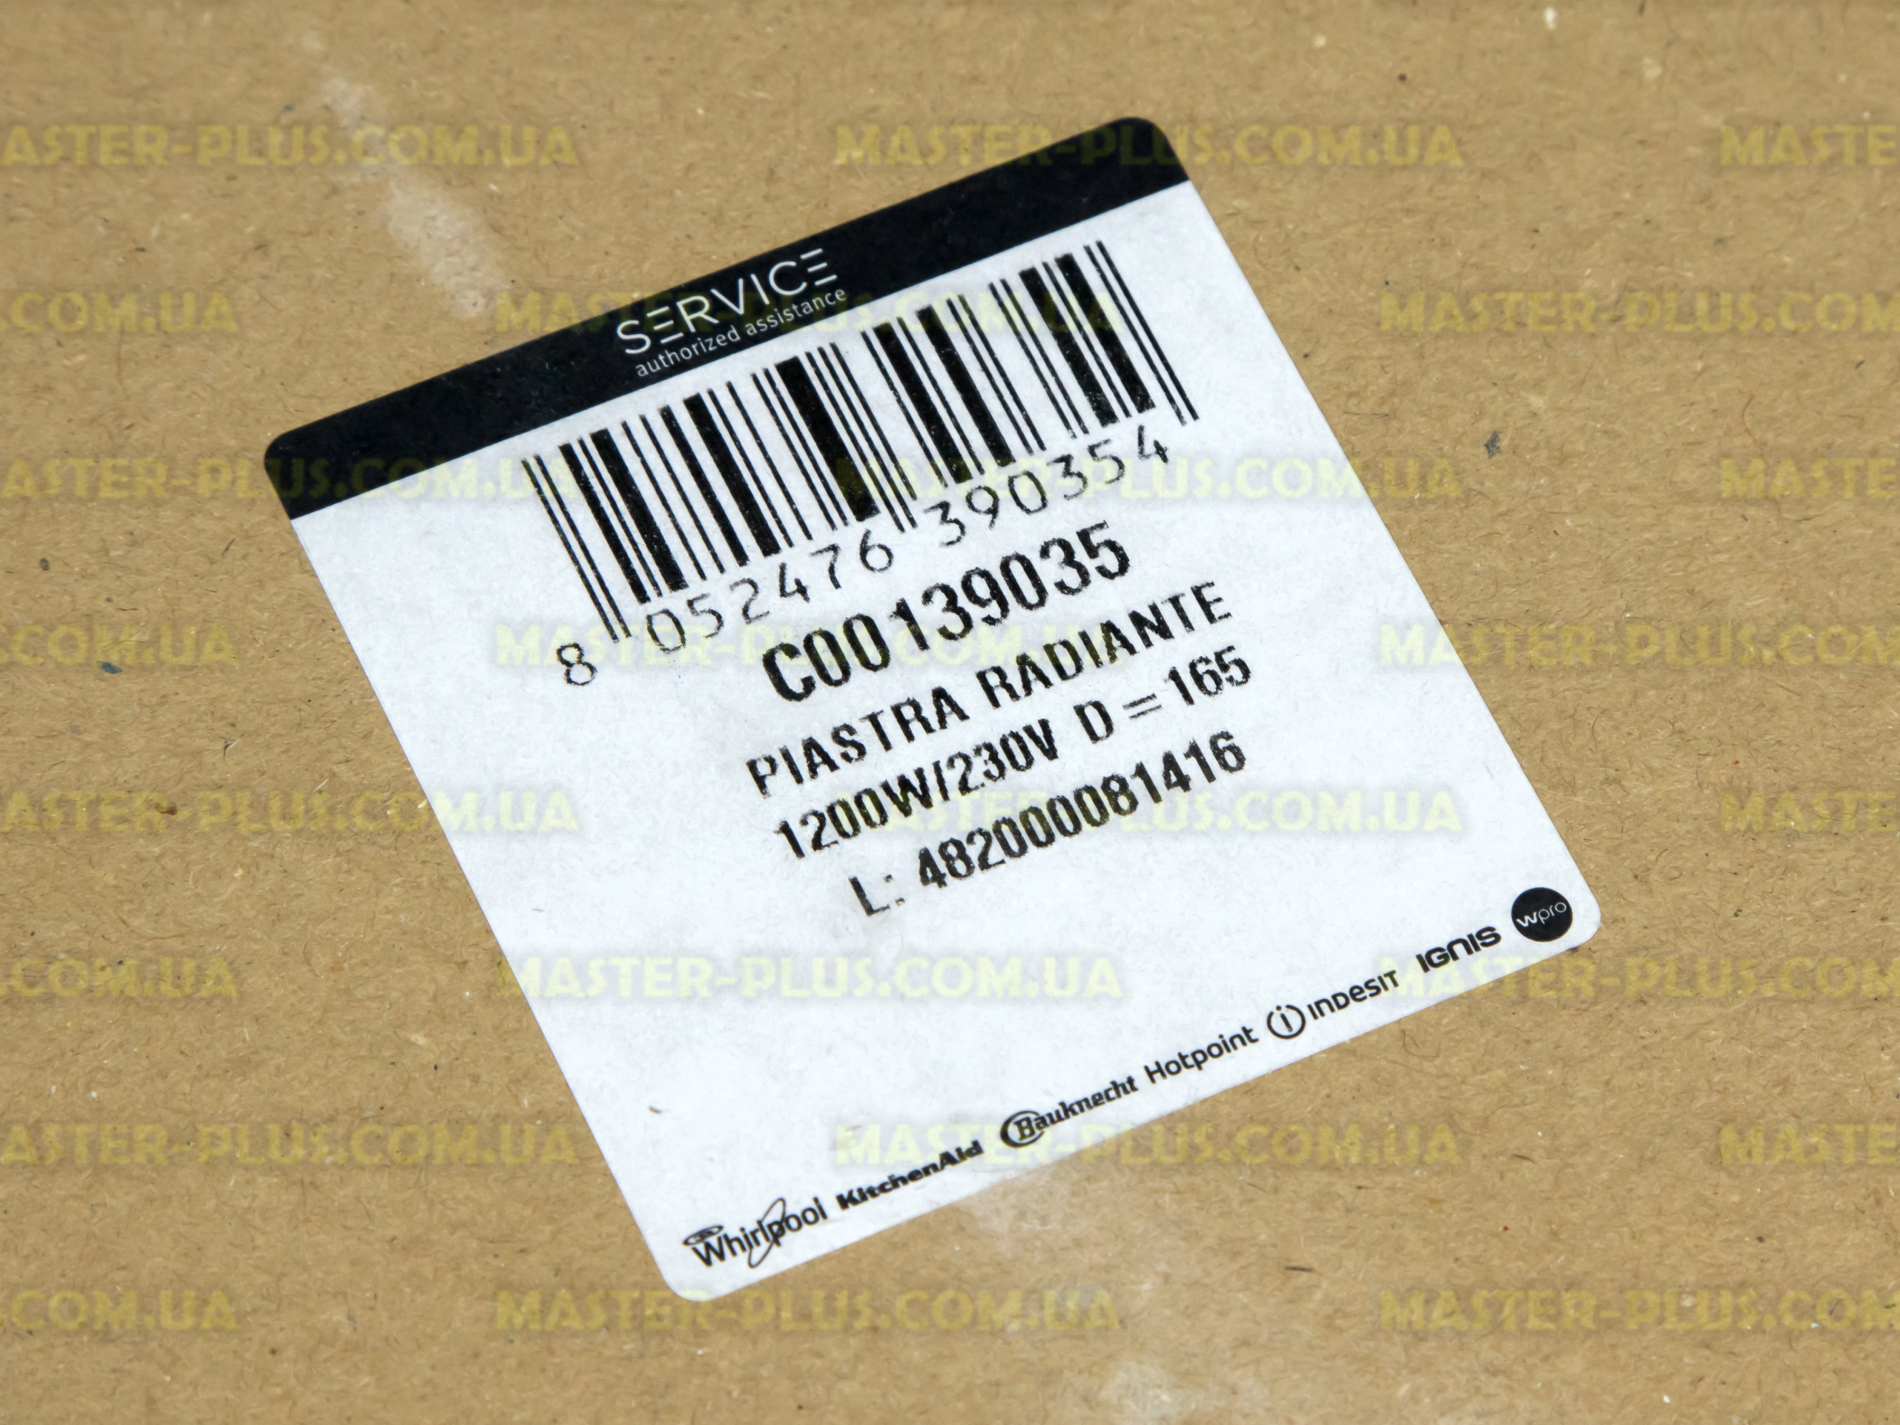 SERVICE
authorized assistance
8 052476 390354
C00139035
PIASTRA RADIANTE
1200W/230V D=165
L: 482000081416
Whirlpool KitchenAid Bauknecht Hotpoint INDESIT IGNIS wpro
MASTER-PLUS.COM.UA